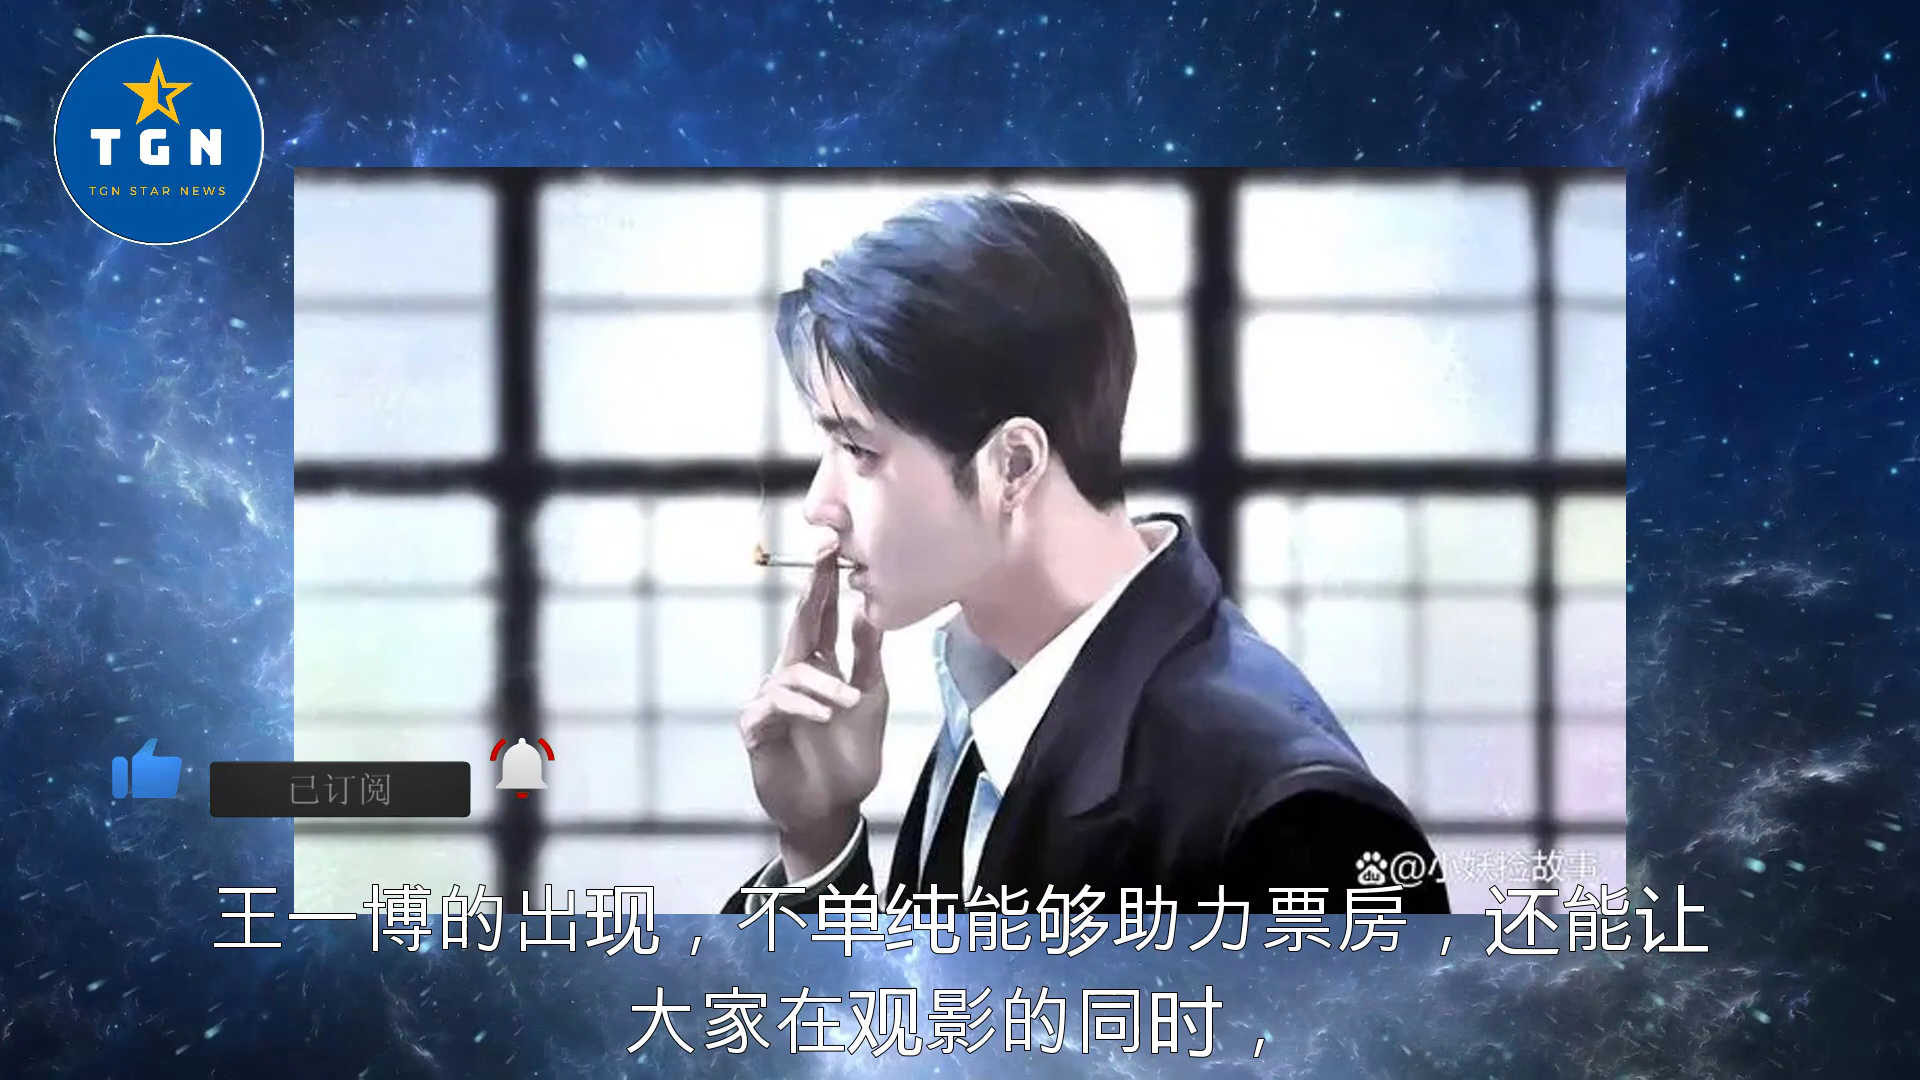 TGN
TGN STAR NEWS
已订阅
du
@小妖捡故事
王一博的出现，不单纯能够助力票房，还能让
大家在观影的同时，